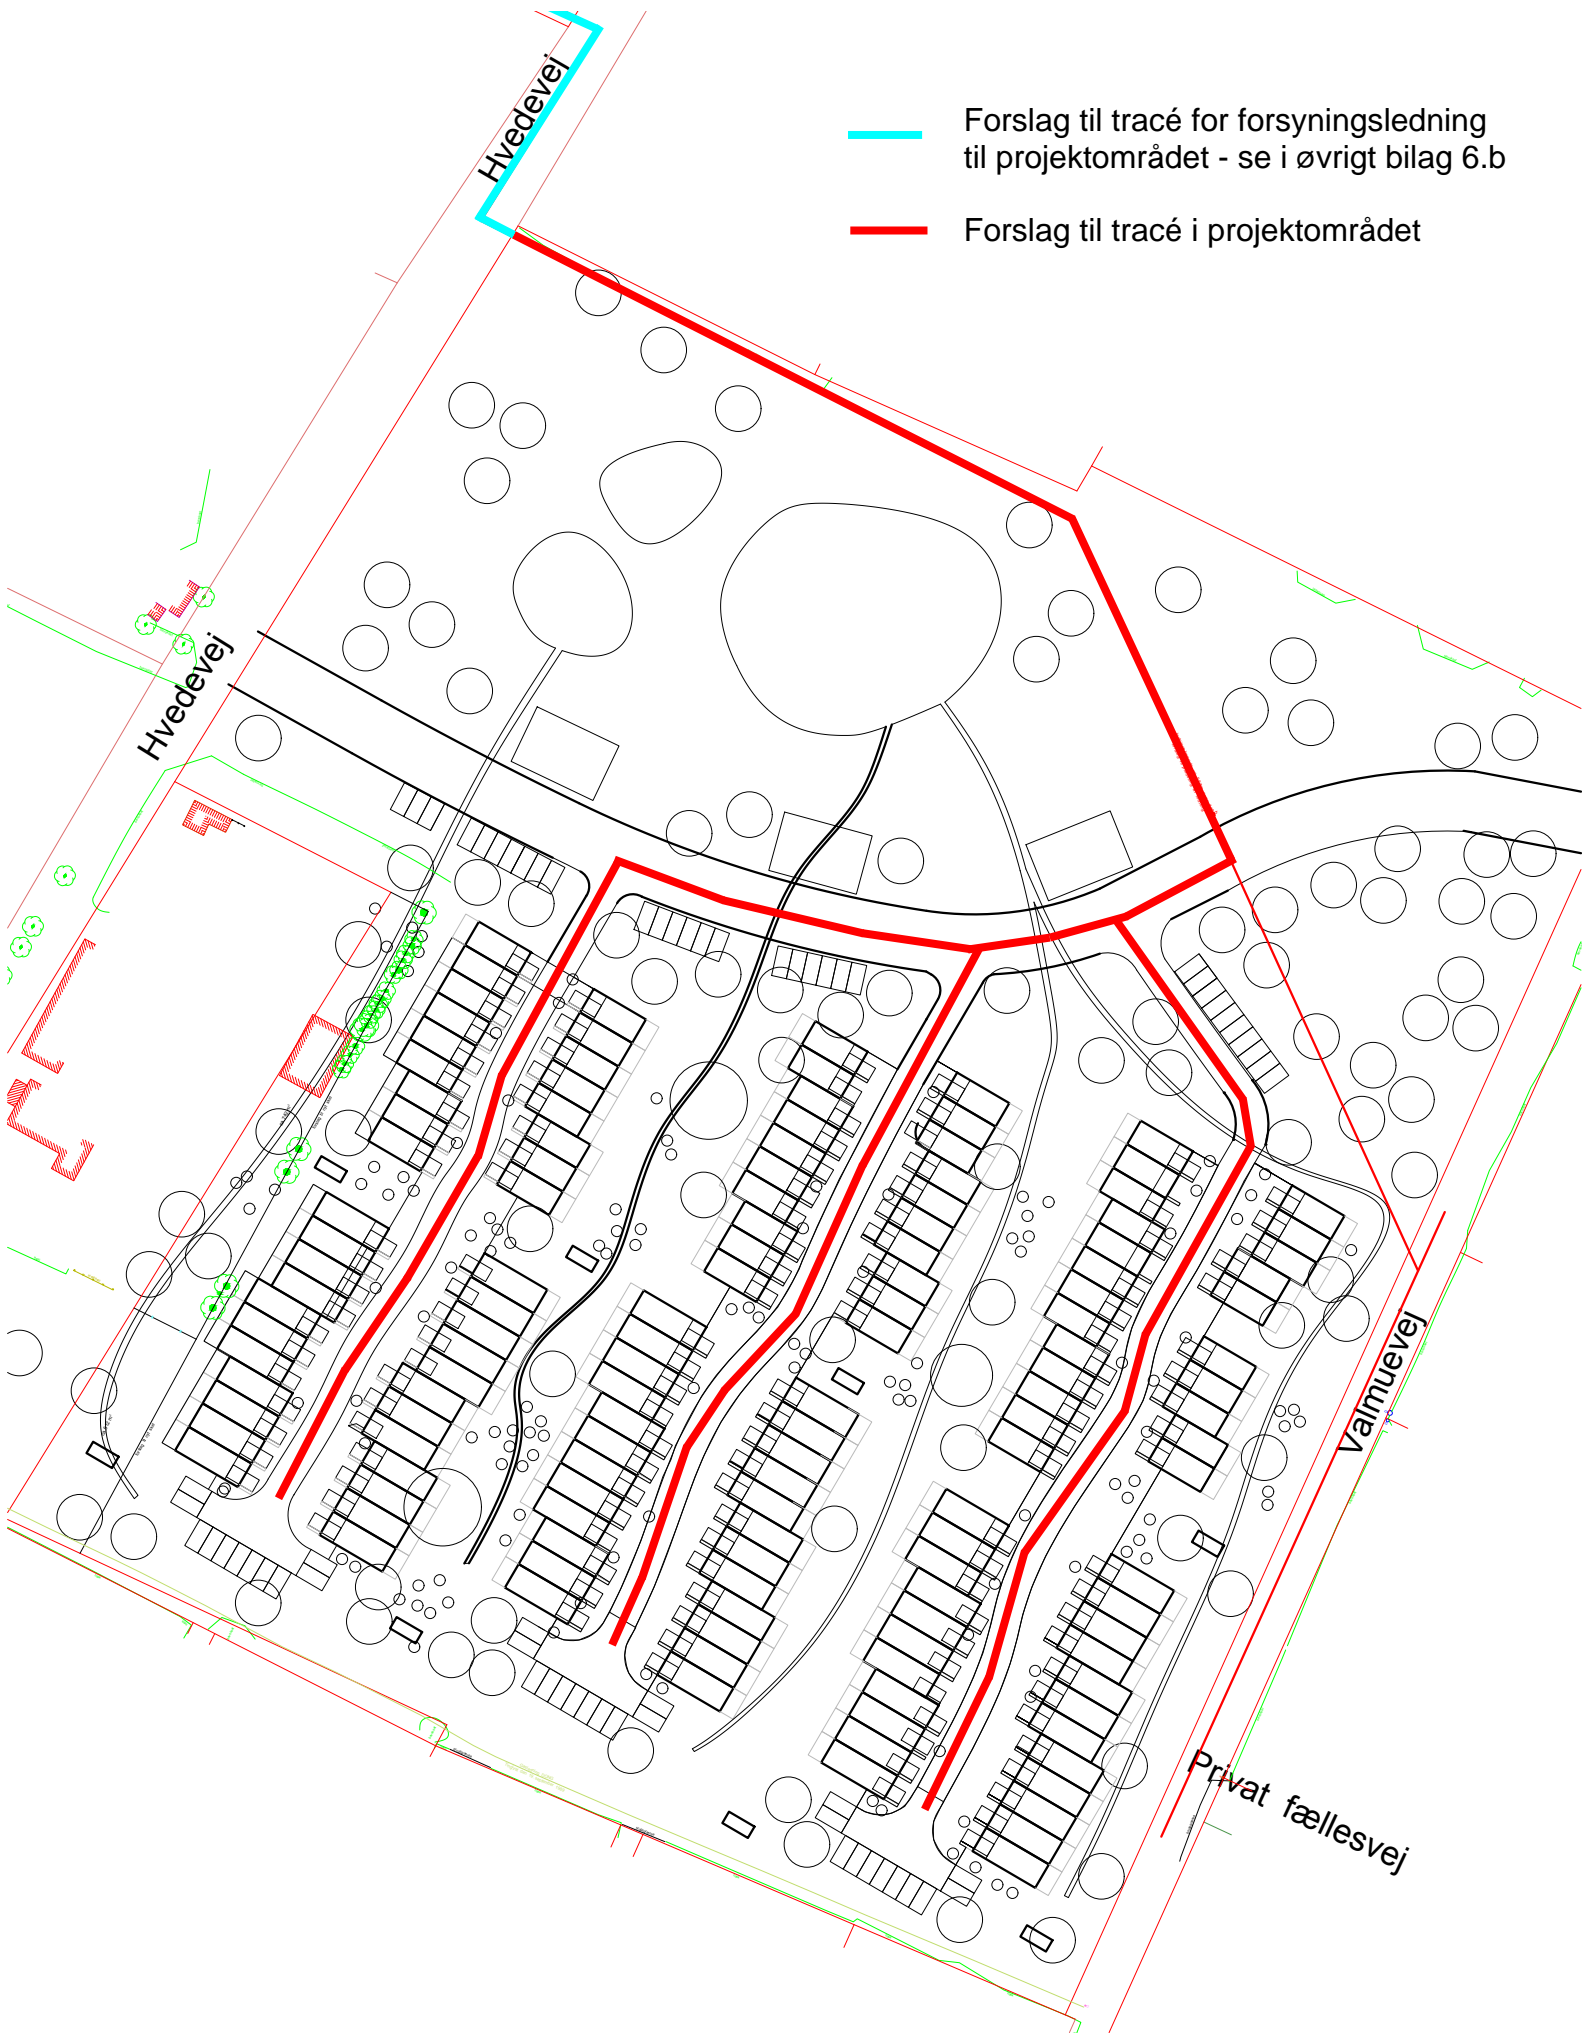 Hvedevej
Forslag til tracé for forsyningsledning
til projektområdet - se i øvrigt bilag 6.b
Forslag til tracé i projektområdet
Hvedevej
Valmuevej
Privat fællesvej